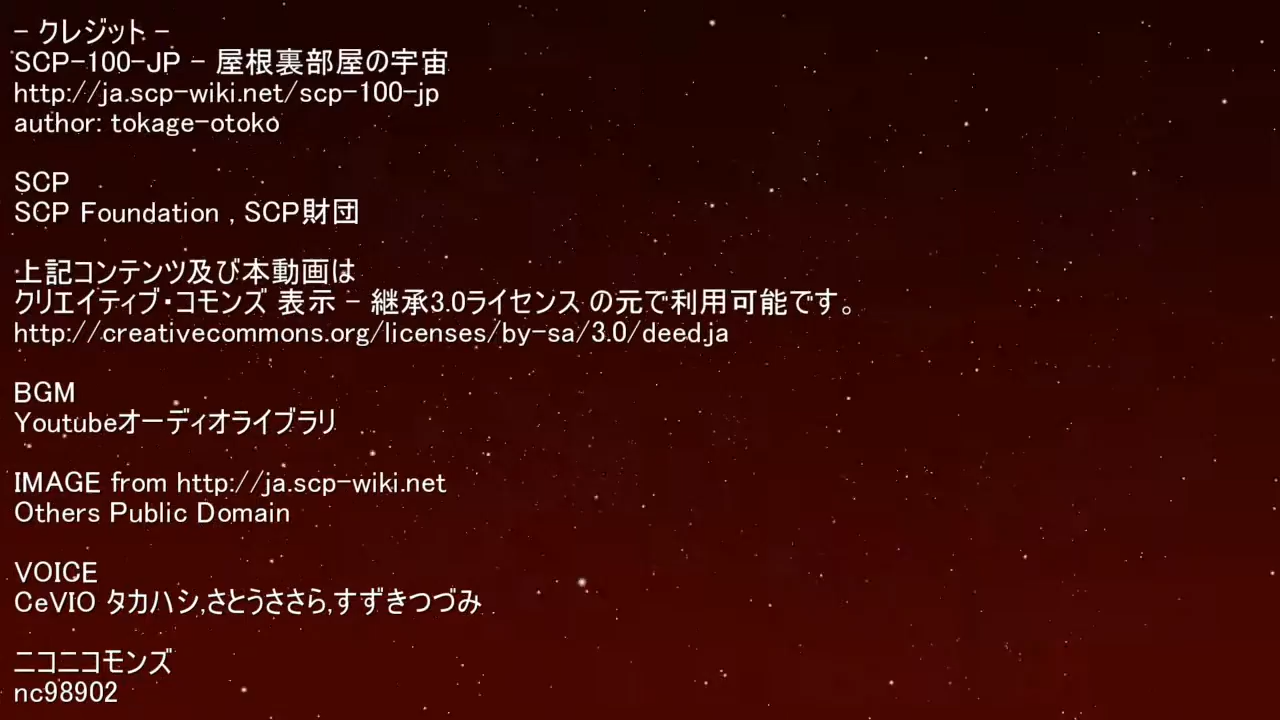 - クレジット -
SCP-100-JP - 屋根裏部屋の宇宙
http://ja.scp-wiki.net/scp-100-jp
author: tokage-otoko
SCP
SCP Foundation , SCP財団
上記コンテンツ及び本動画は
クリエイティブ・コモンズ 表示 - 継承3.0ライセンス の元で利用可能です。
http://creativecommons.org/licenses/by-sa/3.0/deed.ja
BGM
Youtubeオーディオライブラリ
IMAGE from http://ja.scp-wiki.net
Others Public Domain
VOICE
CeVIO タカハシ,さとうささら,すずきつづみ
ニコニコモンズ
nc98902